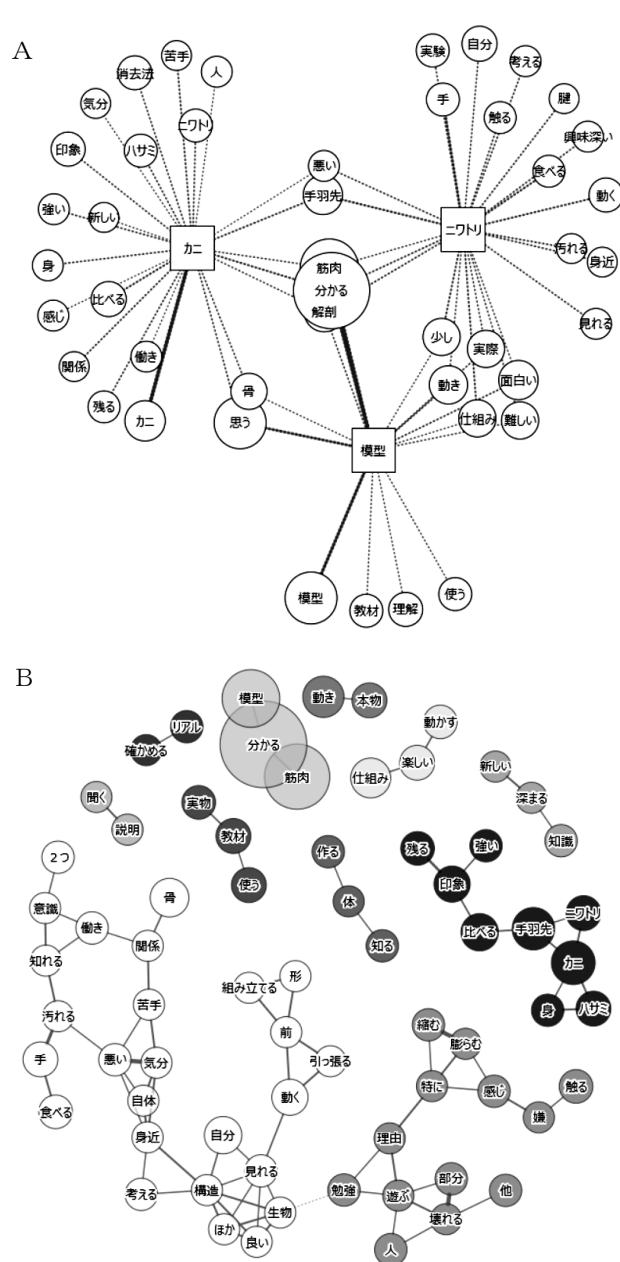 A
苦手
消去法
人
気分
ハサミ
ニワトリ
印象
強い
新しい
カニ
身
感じ
比べる
関係
働き
残る
カニ
悪い
手羽先
筋肉
分かる
解剖
骨
思う
実験
自分
考える
手
触る
腱
興味深い
食べる
動く
ニワトリ
汚れる
身近
見れる
少し
実際
動き
面白い
仕組み
難しい
模型
模型
教材
理解
使う
B
模型
分かる
筋肉
動き
本物
リアル
確かめる
動かす
楽しい
仕組み
新しい
深まる
知識
聞く
説明
実物
教材
使う
作る
体
知る
残る
強い
印象
比べる
手羽先
ニワトリ
カニ
身
ハサミ
2つ
意識
働き
骨
関係
知れる
汚れる
苦手
手
悪い
気分
食べる
自体
身近
考える
構造
自分
見れる
生物
ほか
良い
組み立てる
形
前
引っ張る
動く
縮む
膨らむ
特に
感じ
嫌
触る
理由
勉強
遊ぶ
部分
他
壊れる
人